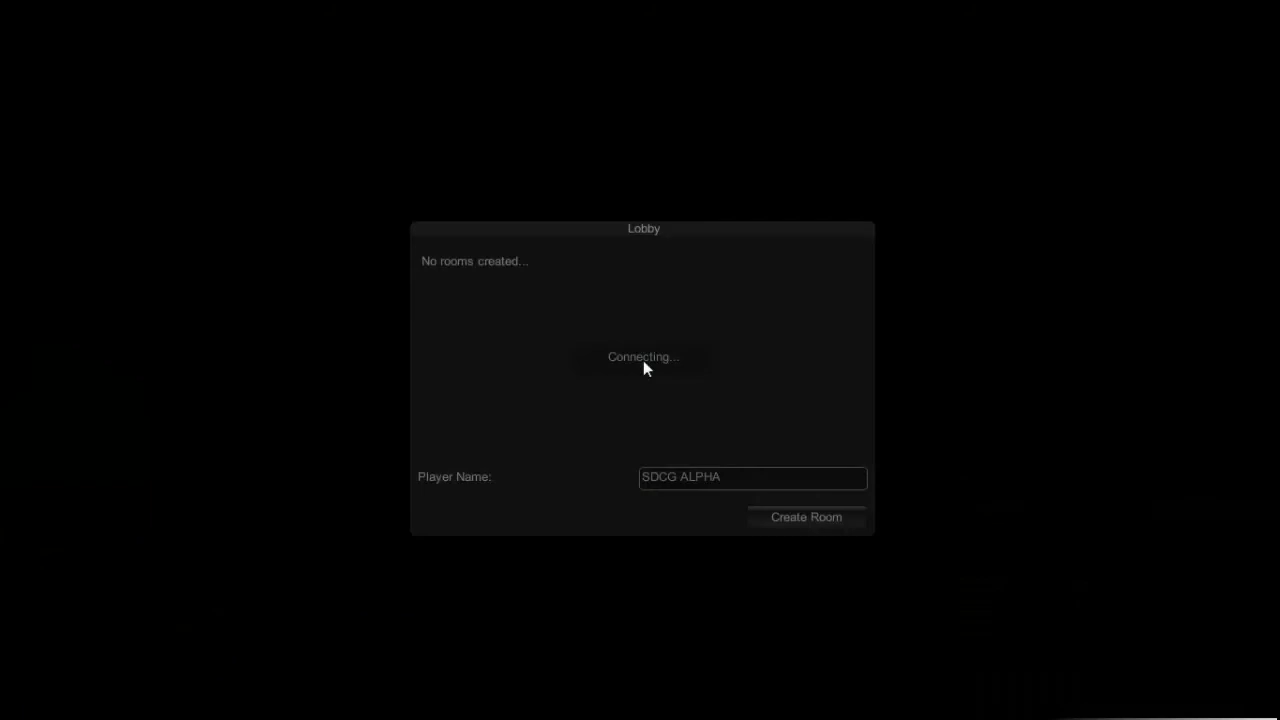 Lobby
No rooms created...
Connecting...
Player Name:
SDCG ALPHA
Create Room